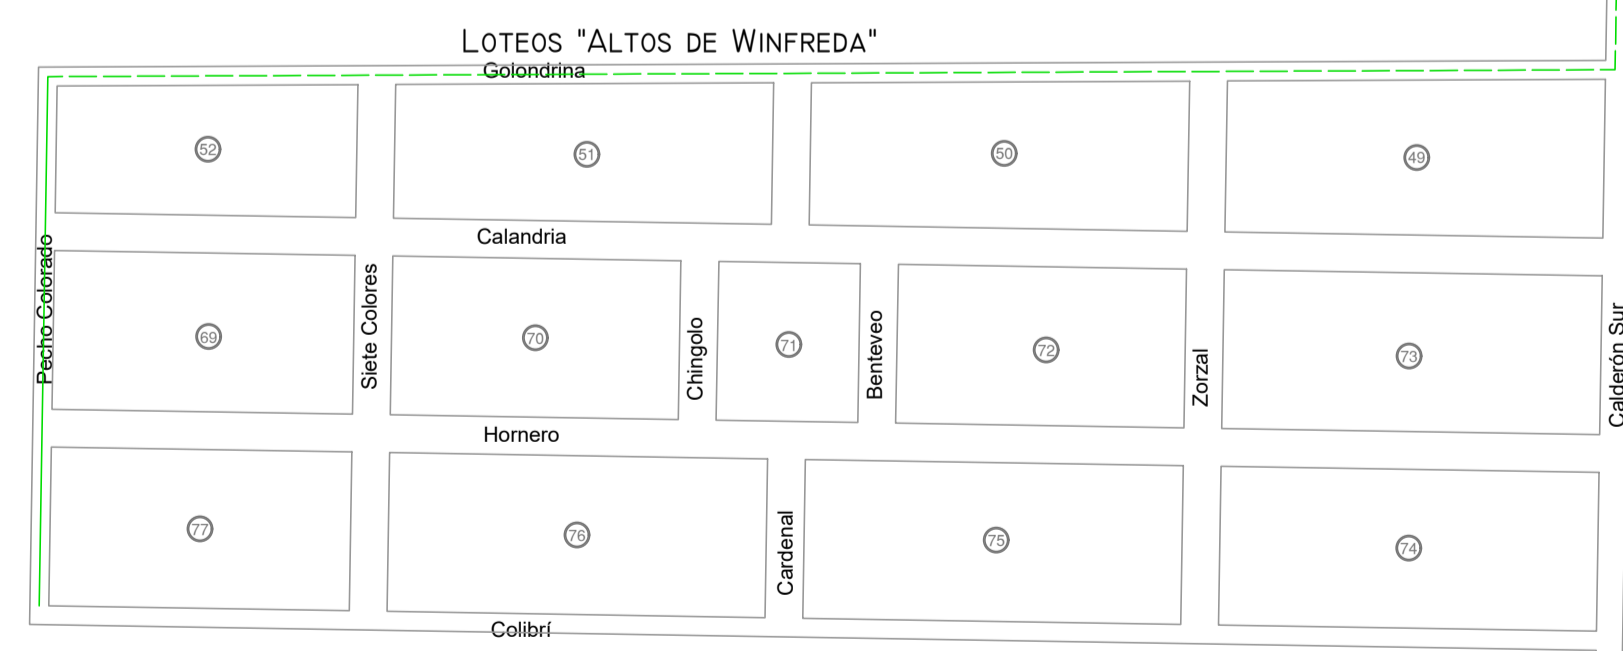 LOTEOS "ALTOS DE WINFREDA"
Golondrina
52
51
50
49
Calandria
Pecho Colorado
69
Siete Colores
70
Chingolo
71
Benteveo
72
Zorzal
73
Calderón Sur
Hornero
77
76
Cardenal
75
74
Colibrí